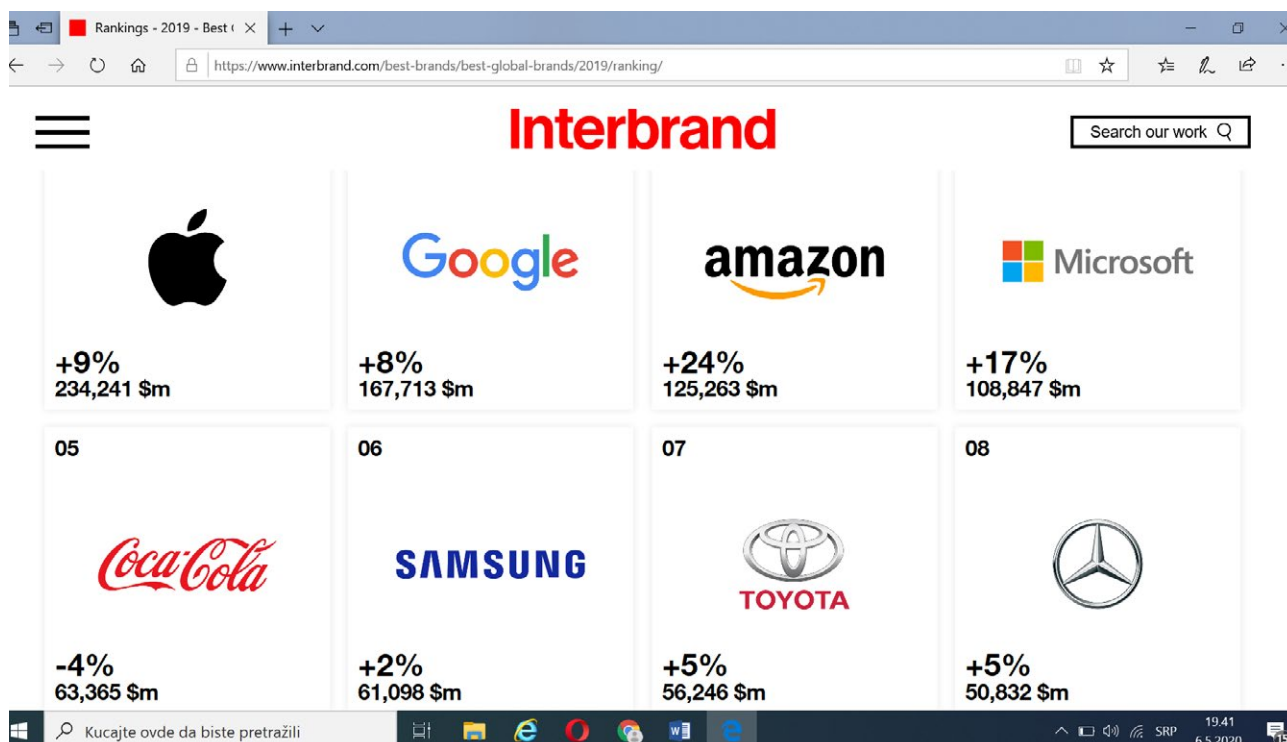 Rankings - 2019 - Best
https://www.interbrand.com/best-brands/best-global-brands/2019/ranking/
Interbrand
Search our work
Google
amazon
Microsoft
+9%
+8%
+24%
+17%
234,241 $m
167,713 $m
125,263 $m
108,847 $m
05
06
07
08
Coca-Cola
SAMSUNG
TOYOTA
-4%
+2%
+5%
+5%
63,365 $m
61,098 $m
56,246 $m
50,832 $m
Kucajte ovde da biste pretražili
SRP
19.41
6.5.2020